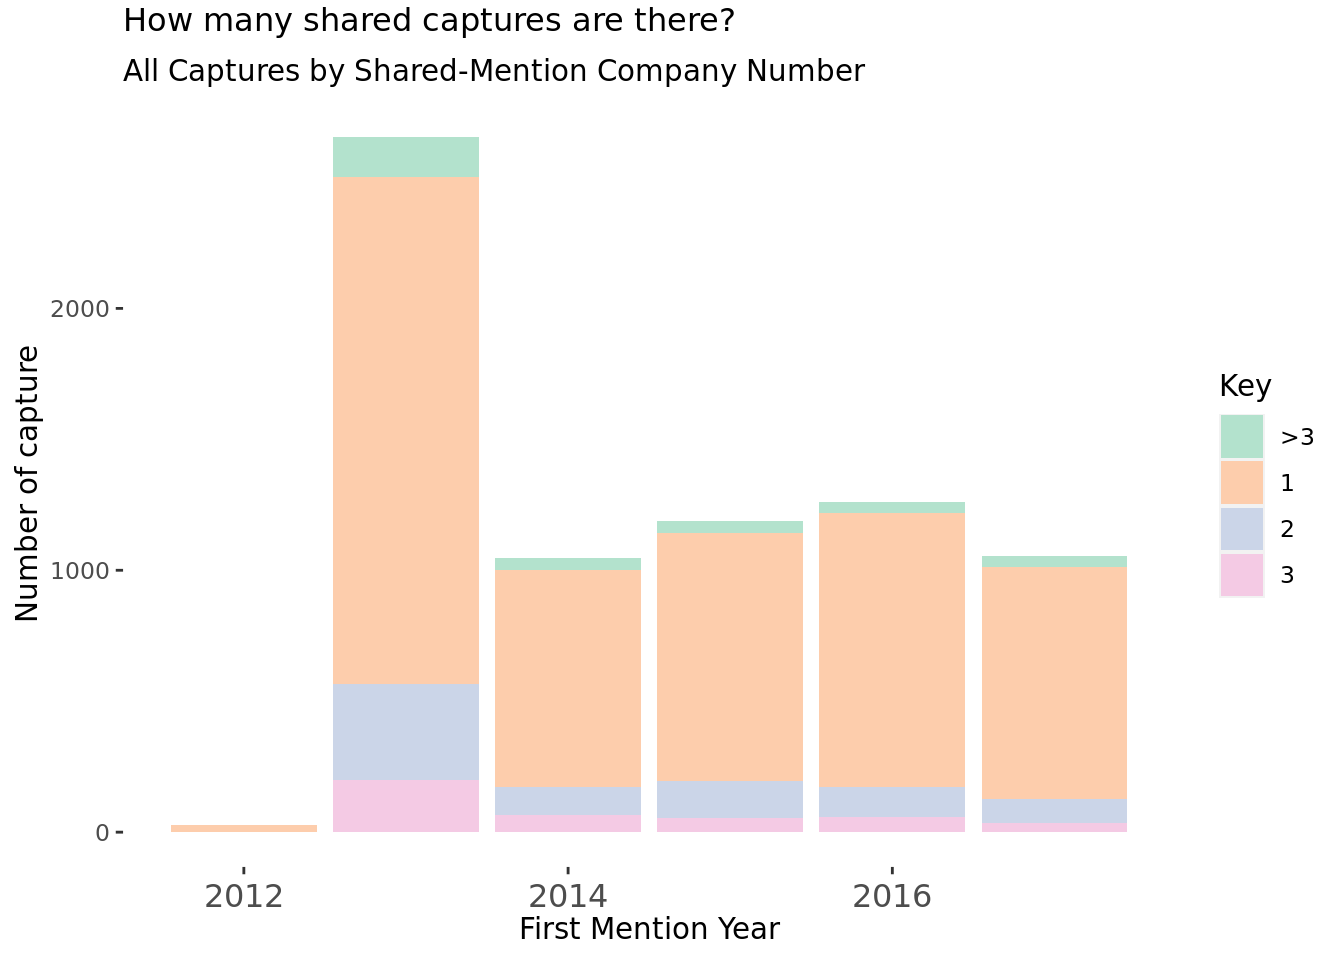 How many shared captures are there?
All Captures by Shared-Mention Company Number
Number of capture
2000
1000
0
2012
2014
2016
First Mention Year
Key
>3
1
2
3